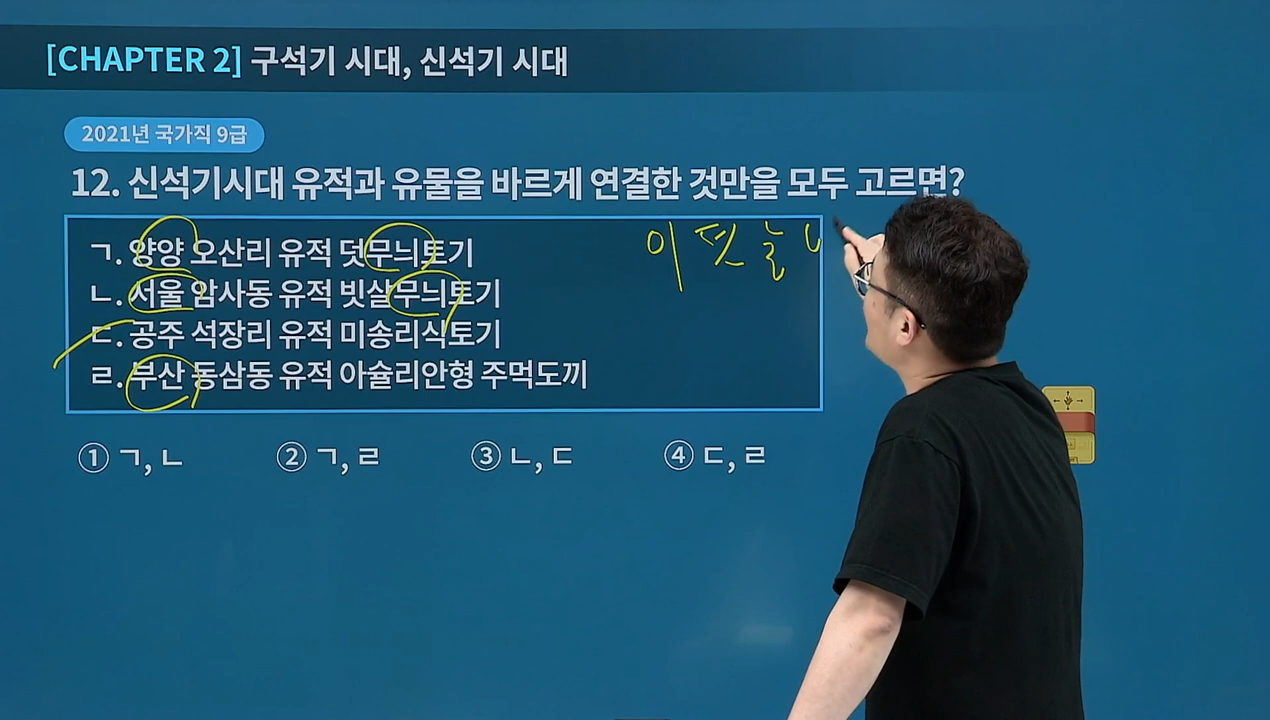 [CHAPTER 2] 구석기 시대, 신석기 시대
2021년 국가직 9급
12. 신석기시대 유적과 유물을 바르게 연결한 것만을 모두 고르면?
ㄱ. 양양 오산리 유적 덧무늬토기
ㄴ. 서울 암사동 유적 빗살무늬토기
ㄷ. 공주 석장리 유적 미송리식토기
ㄹ. 부산 동삼동 유적 아슐리안형 주먹도끼
이
① ㄱ, ㄴ ② ㄱ, ㄹ ③ ㄴ, ㄷ ④ ㄷ, ㄹ